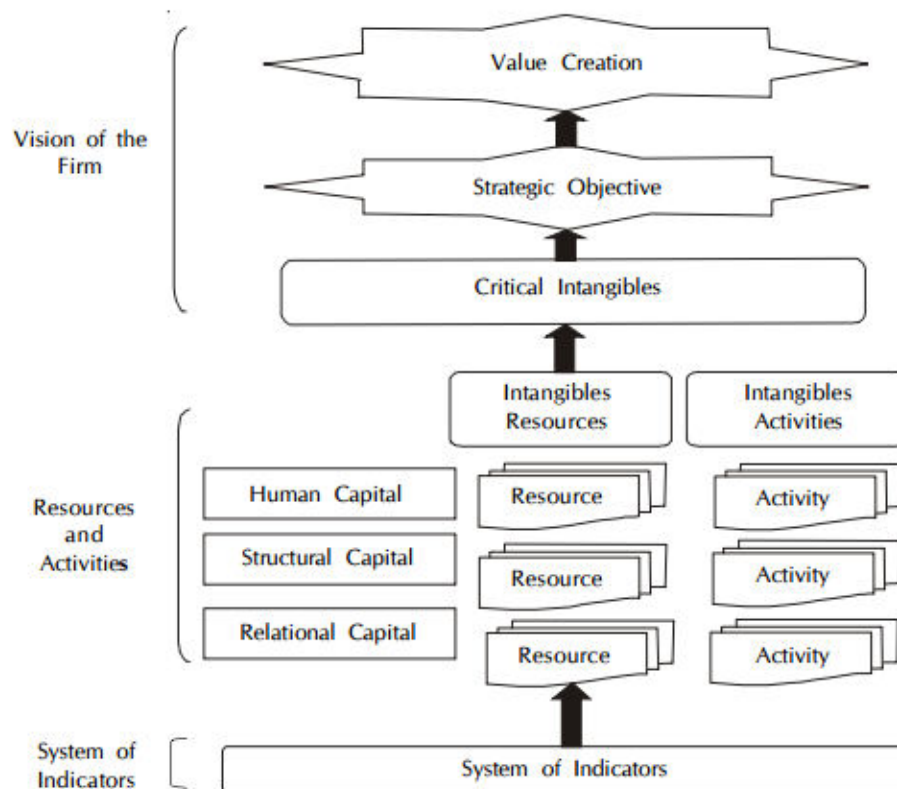 Value Creation
Vision of the
Firm
Strategic Objective
Critical Intangibles
Intangibles
Resources
Intangibles
Activities
Resources
and
Activities
Human Capital
Resource
Activity
Structural Capital
Resource
Activity
Relational Capital
Resource
Activity
System of
Indicators
System of Indicators